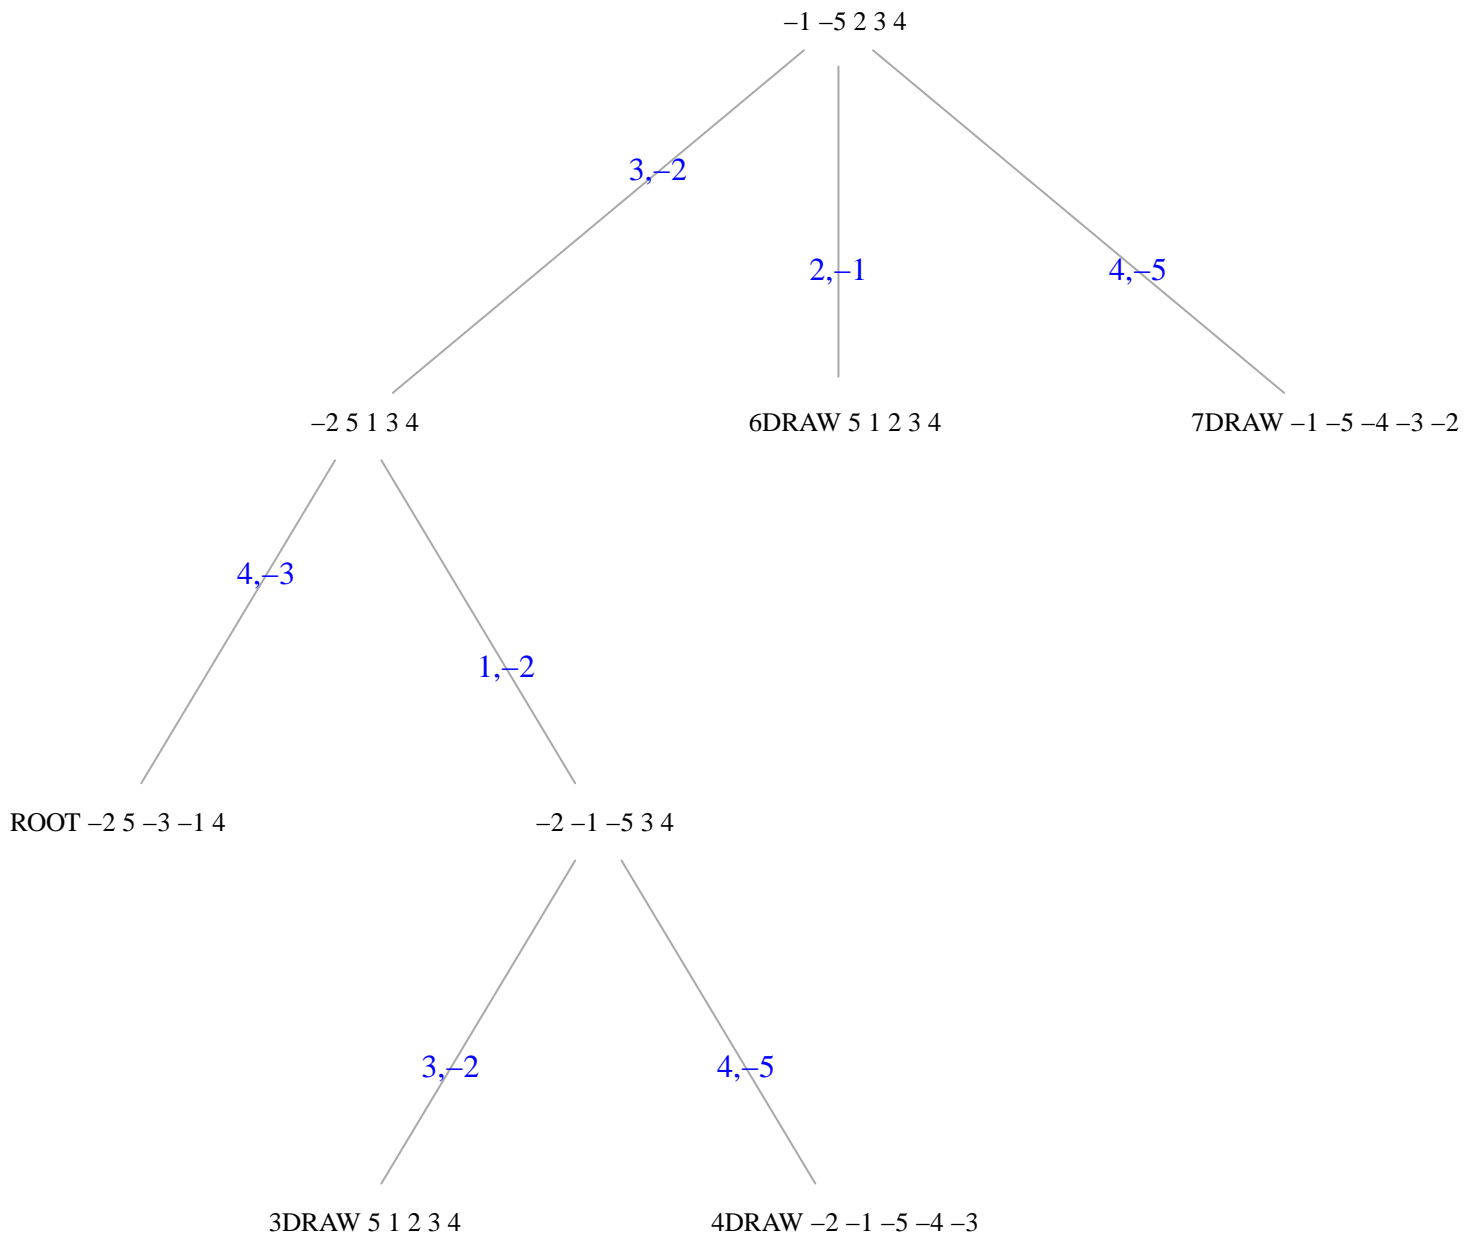 –1 –5 2 3 4
3,–2
2,–1
4,–5
–2 5 1 3 4
6DRAW 5 1 2 3 4
7DRAW –1 –5 –4 –3 –2
4,–3
1,–2
ROOT –2 5 –3 –1 4
–2 –1 –5 3 4
3,–2
4,–5
3DRAW 5 1 2 3 4
4DRAW –2 –1 –5 –4 –3